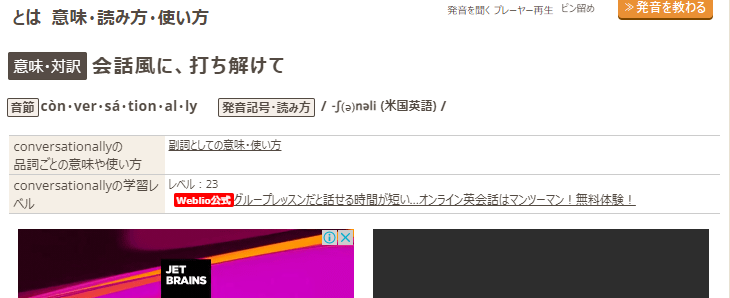 とは 意味・読み方・使い方
発音を聞く プレーヤー再生 ピン留め
≫発音を教わる
意味・対訳 会話風に、打ち解けて
音節 còn・ver・sá・tion・al・ly 発音記号・読み方 / -ʃ(ə)nəli (米国英語) /
conversationallyの
品詞ごとの意味や使い方
副詞としての意味・使い方
conversationallyの学習レ
ベル
レベル：23
Weblio公式 グループレッスンだと話せる時間が短い...オンライン英会話はマンツーマン！無料体験！
JET
BRAINS